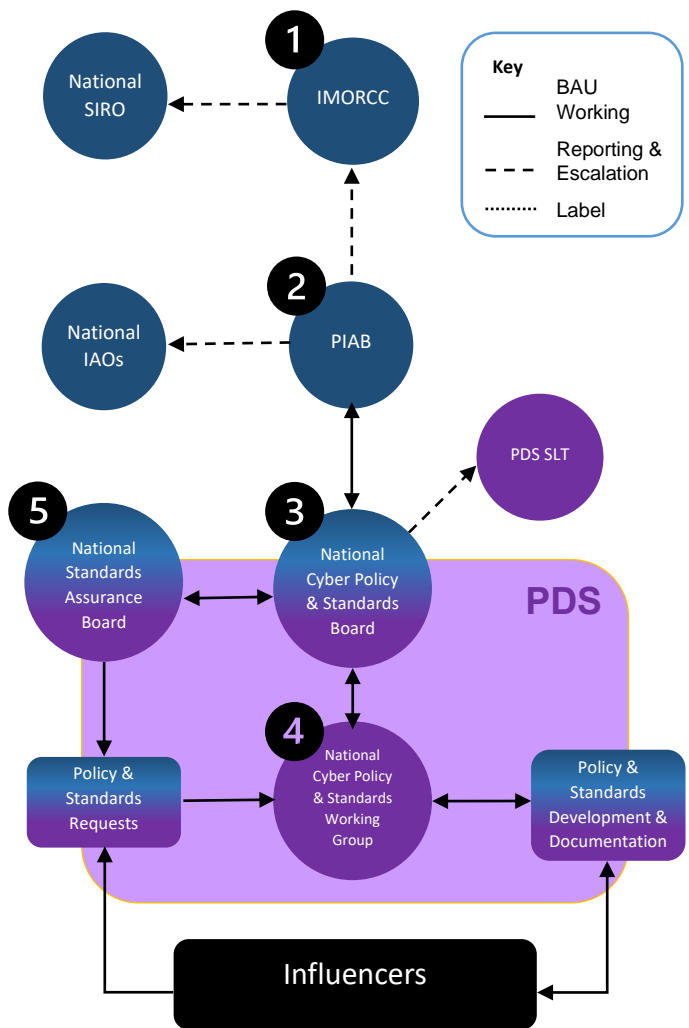 1
National
SIRO
IMORCC
Key
BAU
Working
Reporting &
Escalation
Label
2
National
IAOs
PIAB
PDS SLT
5
National
Standards
Assurance
Board
3
National
Cyber Policy
& Standards
Board
PDS
4
National
Cyber Policy
& Standards
Working
Group
Policy &
Standards
Requests
Policy &
Standards
Development &
Documentation
Influencers